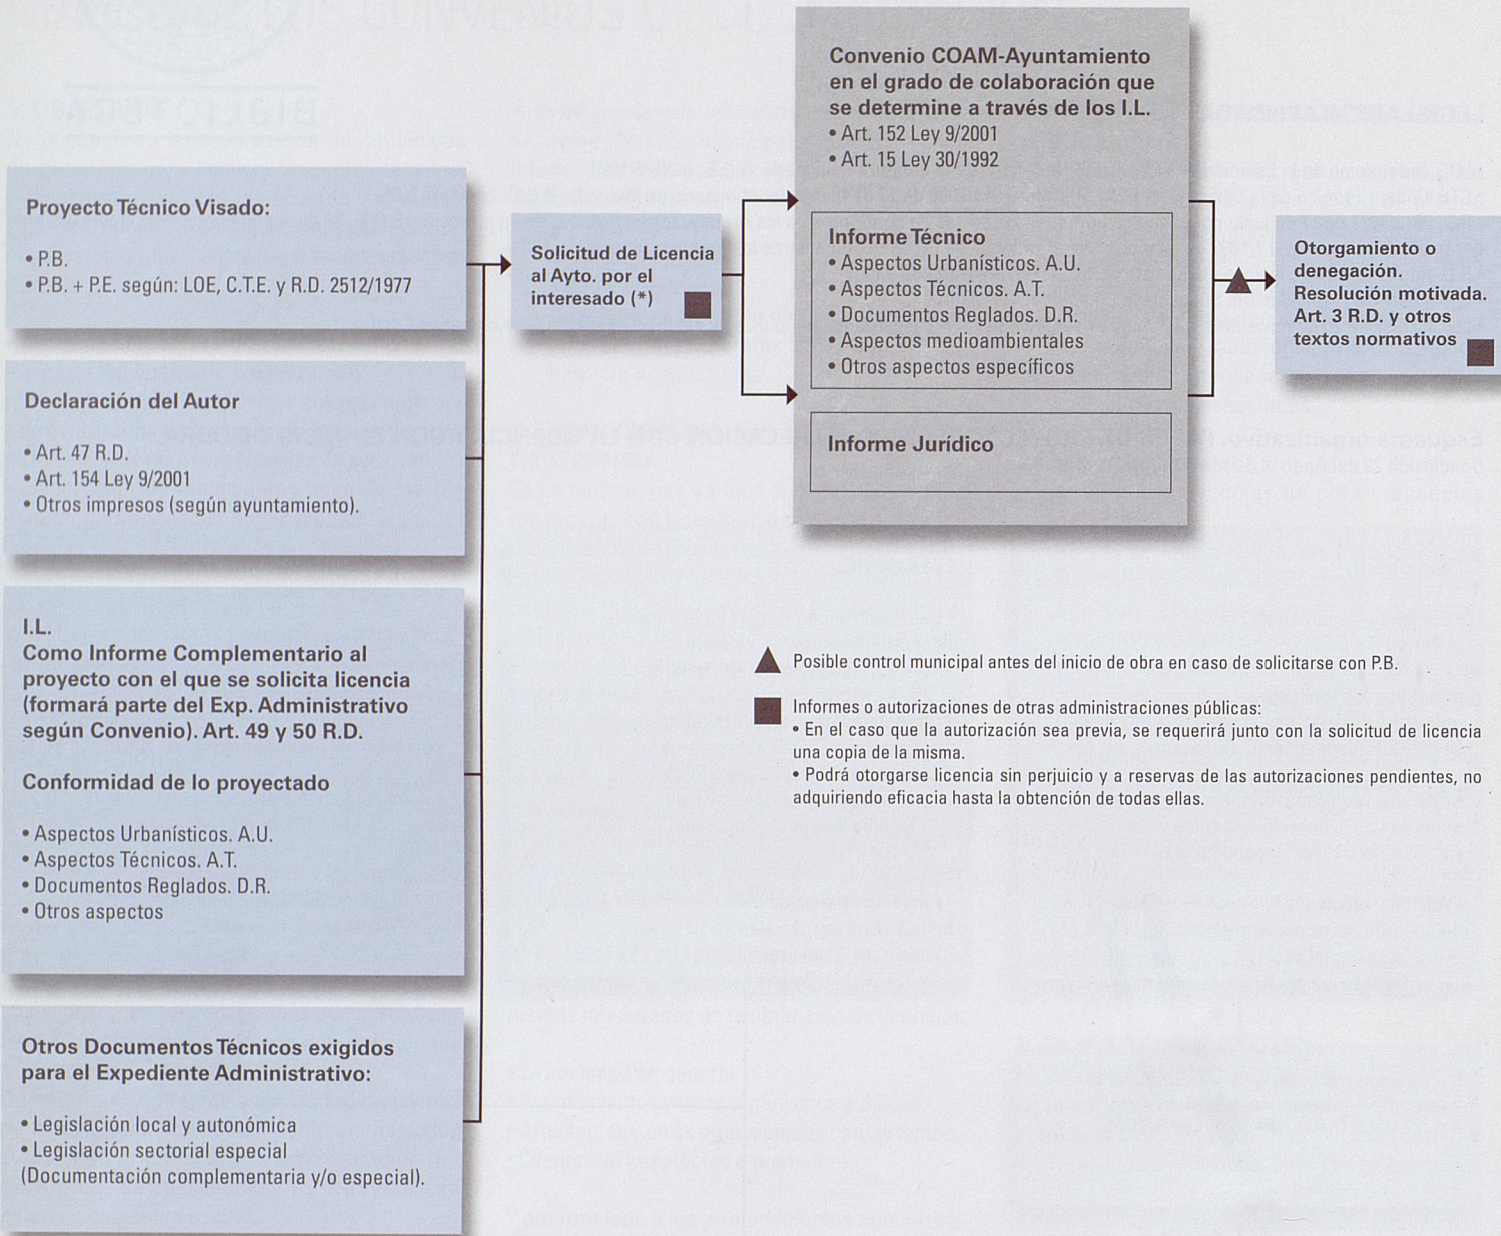 Proyecto Técnico Visado:
• P.B.
• P.B. + P.E. según: LOE, C.T.E. y R.D. 2512/1977
Declaración del Autor
• Art. 47 R.D.
• Art. 154 Ley 9/2001
• Otros impresos (según ayuntamiento).
I.L.
Como Informe Complementario al
proyecto con el que se solicita licencia
(formará parte del Exp. Administrativo
según Convenio). Art. 49 y 50 R.D.
Conformidad de lo proyectado
• Aspectos Urbanísticos. A.U.
• Aspectos Técnicos. A.T.
• Documentos Reglados. D.R.
• Otros aspectos
Otros Documentos Técnicos exigidos
para el Expediente Administrativo:
• Legislación local y autonómica
• Legislación sectorial especial
(Documentación complementaria y/o especial).
Solicitud de Licencia
al Ayto. por el
interesado (*)
Convenio COAM-Ayuntamiento
en el grado de colaboración que
se determine a través de los I.L.
• Art. 152 Ley 9/2001
• Art. 15 Ley 30/1992
Informe Técnico
• Aspectos Urbanísticos. A.U.
• Aspectos Técnicos. A.T.
• Documentos Reglados. D.R.
• Aspectos medioambientales
• Otros aspectos específicos
Informe Jurídico
Otorgamiento o
denegación.
Resolución motivada.
Art. 3 R.D. y otros
textos normativos
Posible control municipal antes del inicio de obra en caso de solicitarse con P.B.
Informes o autorizaciones de otras administraciones públicas:
• En el caso que la autorización sea previa, se requerirá junto con la solicitud de licencia
una copia de la misma.
• Podrá otorgarse licencia sin perjuicio y a reservas de las autorizaciones pendientes, no
adquiriendo eficacia hasta la obtención de todas ellas.